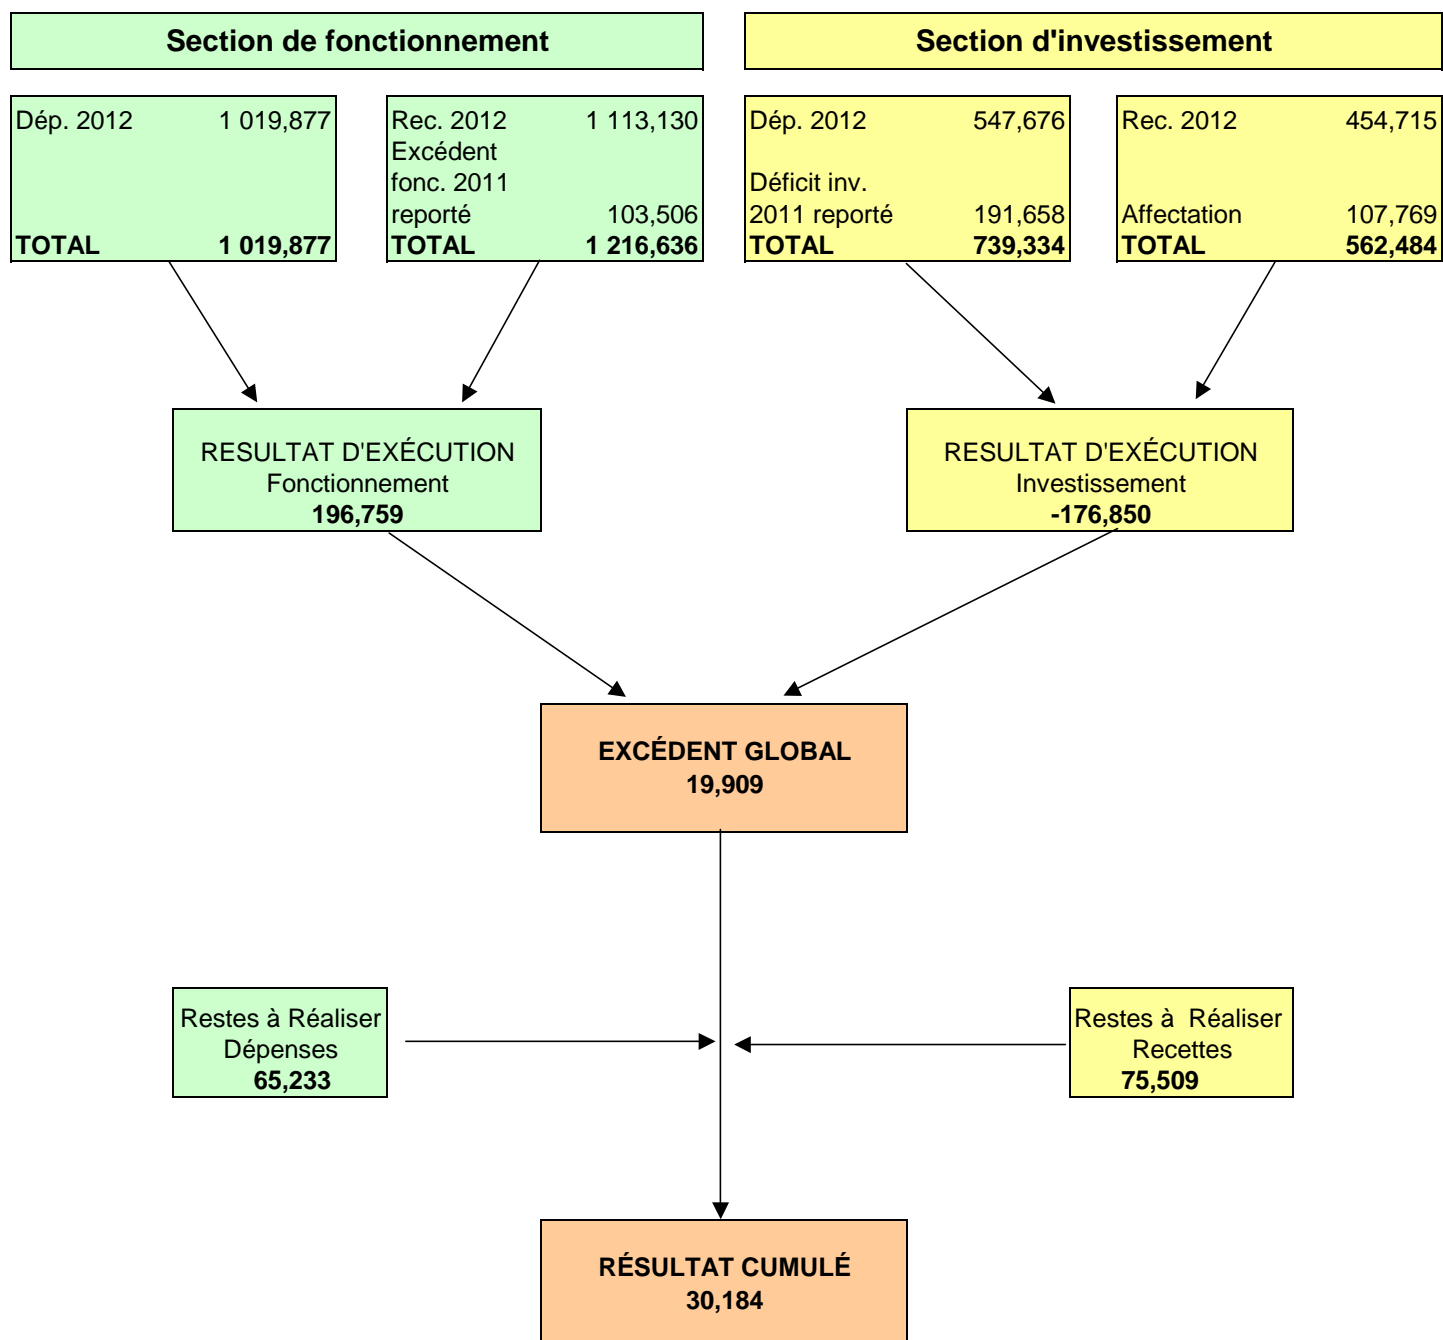 Section de fonctionnement
Section d'investissement
Dép. 2012 1 019,877
TOTAL 1 019,877
Rec. 2012 1 113,130
Excédent
fonc. 2011
reporté 103,506
TOTAL 1 216,636
Dép. 2012 547,676
Déficit inv.
2011 reporté 191,658
TOTAL 739,334
Rec. 2012 454,715
Affectation 107,769
TOTAL 562,484
RESULTAT D'EXÉCUTION
Fonctionnement
196,759
RESULTAT D'EXÉCUTION
Investissement
-176,850
EXCÉDENT GLOBAL
19,909
Restes à Réaliser
Dépenses
65,233
Restes à Réaliser
Recettes
75,509
RÉSULTAT CUMULÉ
30,184